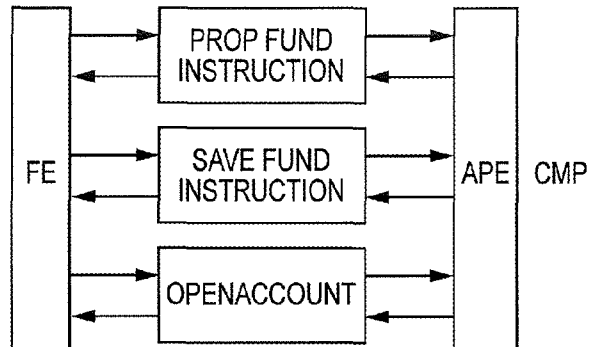 PROP FUND
INSTRUCTION
FE
SAVE FUND
INSTRUCTION
APE
CMP
OPENACCOUNT